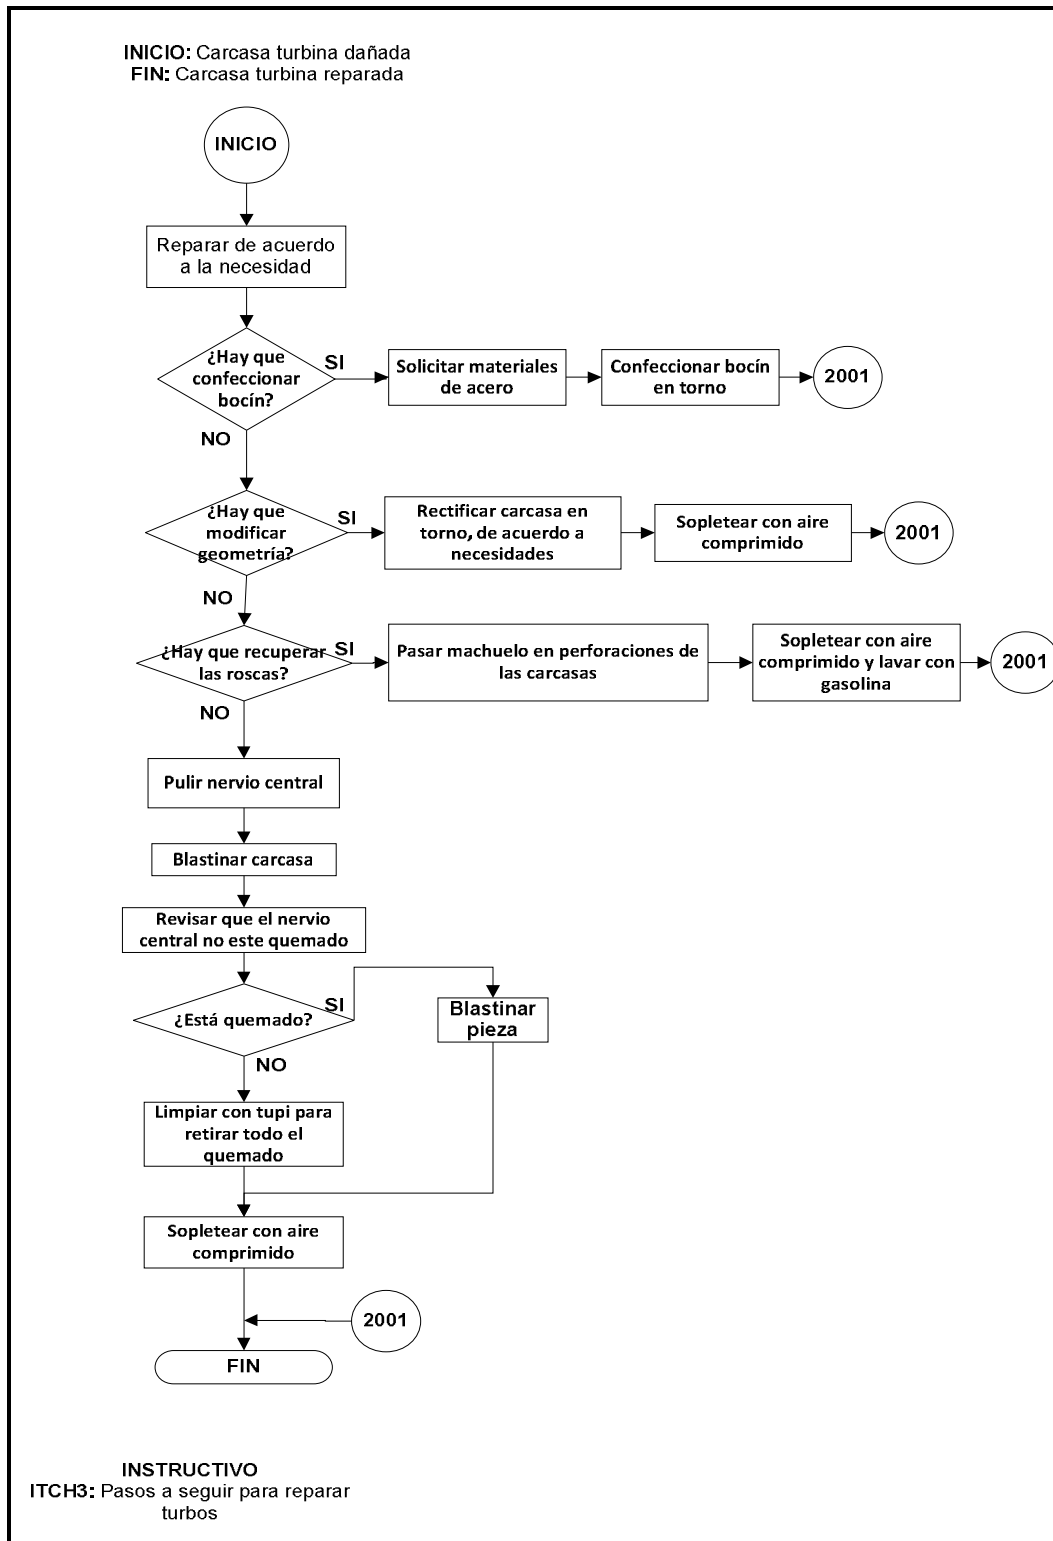 INICIO: Carcasa turbina dañada
FIN: Carcasa turbina reparada
INICIO
Reparar de acuerdo
a la necesidad
¿Hay que
confeccionar
bocín?
SI
Solicitar materiales
de acero
Confeccionar bocín
en torno
2001
NO
¿Hay que
modificar
geometría?
SI
Rectificar carcasa en
torno, de acuerdo a
necesidades
Sopletear con aire
comprimido
2001
NO
¿Hay que recuperar
las roscas?
SI
Pasar machuelo en perforaciones de
las carcasas
Sopletear con aire
comprimido y lavar con
gasolina
2001
NO
Pulir nervio central
Blastinar carcasa
Revisar que el nervio
central no este quemado
¿Está quemado?
SI
Blastinar
pieza
NO
Limpiar con tupi para
retirar todo el
quemado
Sopletear con aire
comprimido
2001
FIN
INSTRUCTIVO
ITCH3: Pasos a seguir para reparar
turbos